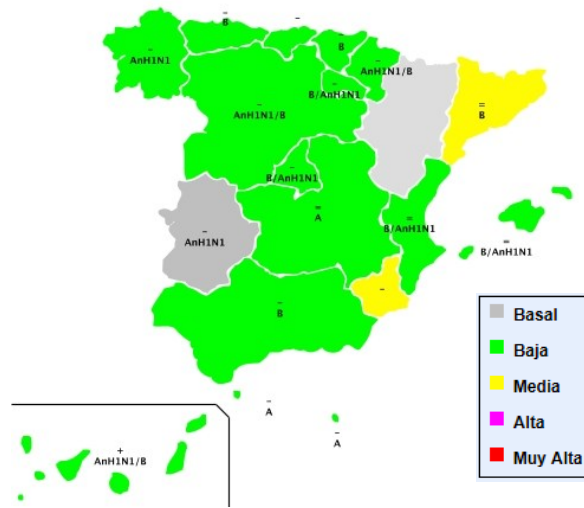 –
B
–
–
B
–
AnH1N1
–
AnH1N1/B
–
B/AnH1N1
=
B
–
AnH1N1/B
–
B/AnH1N1
=
A
=
B/AnH1N1
=
B/AnH1N1
–
AnH1N1
–
–
B
–
A
–
A
+
AnH1N1/B
Basal
Baja
Media
Alta
Muy Alta